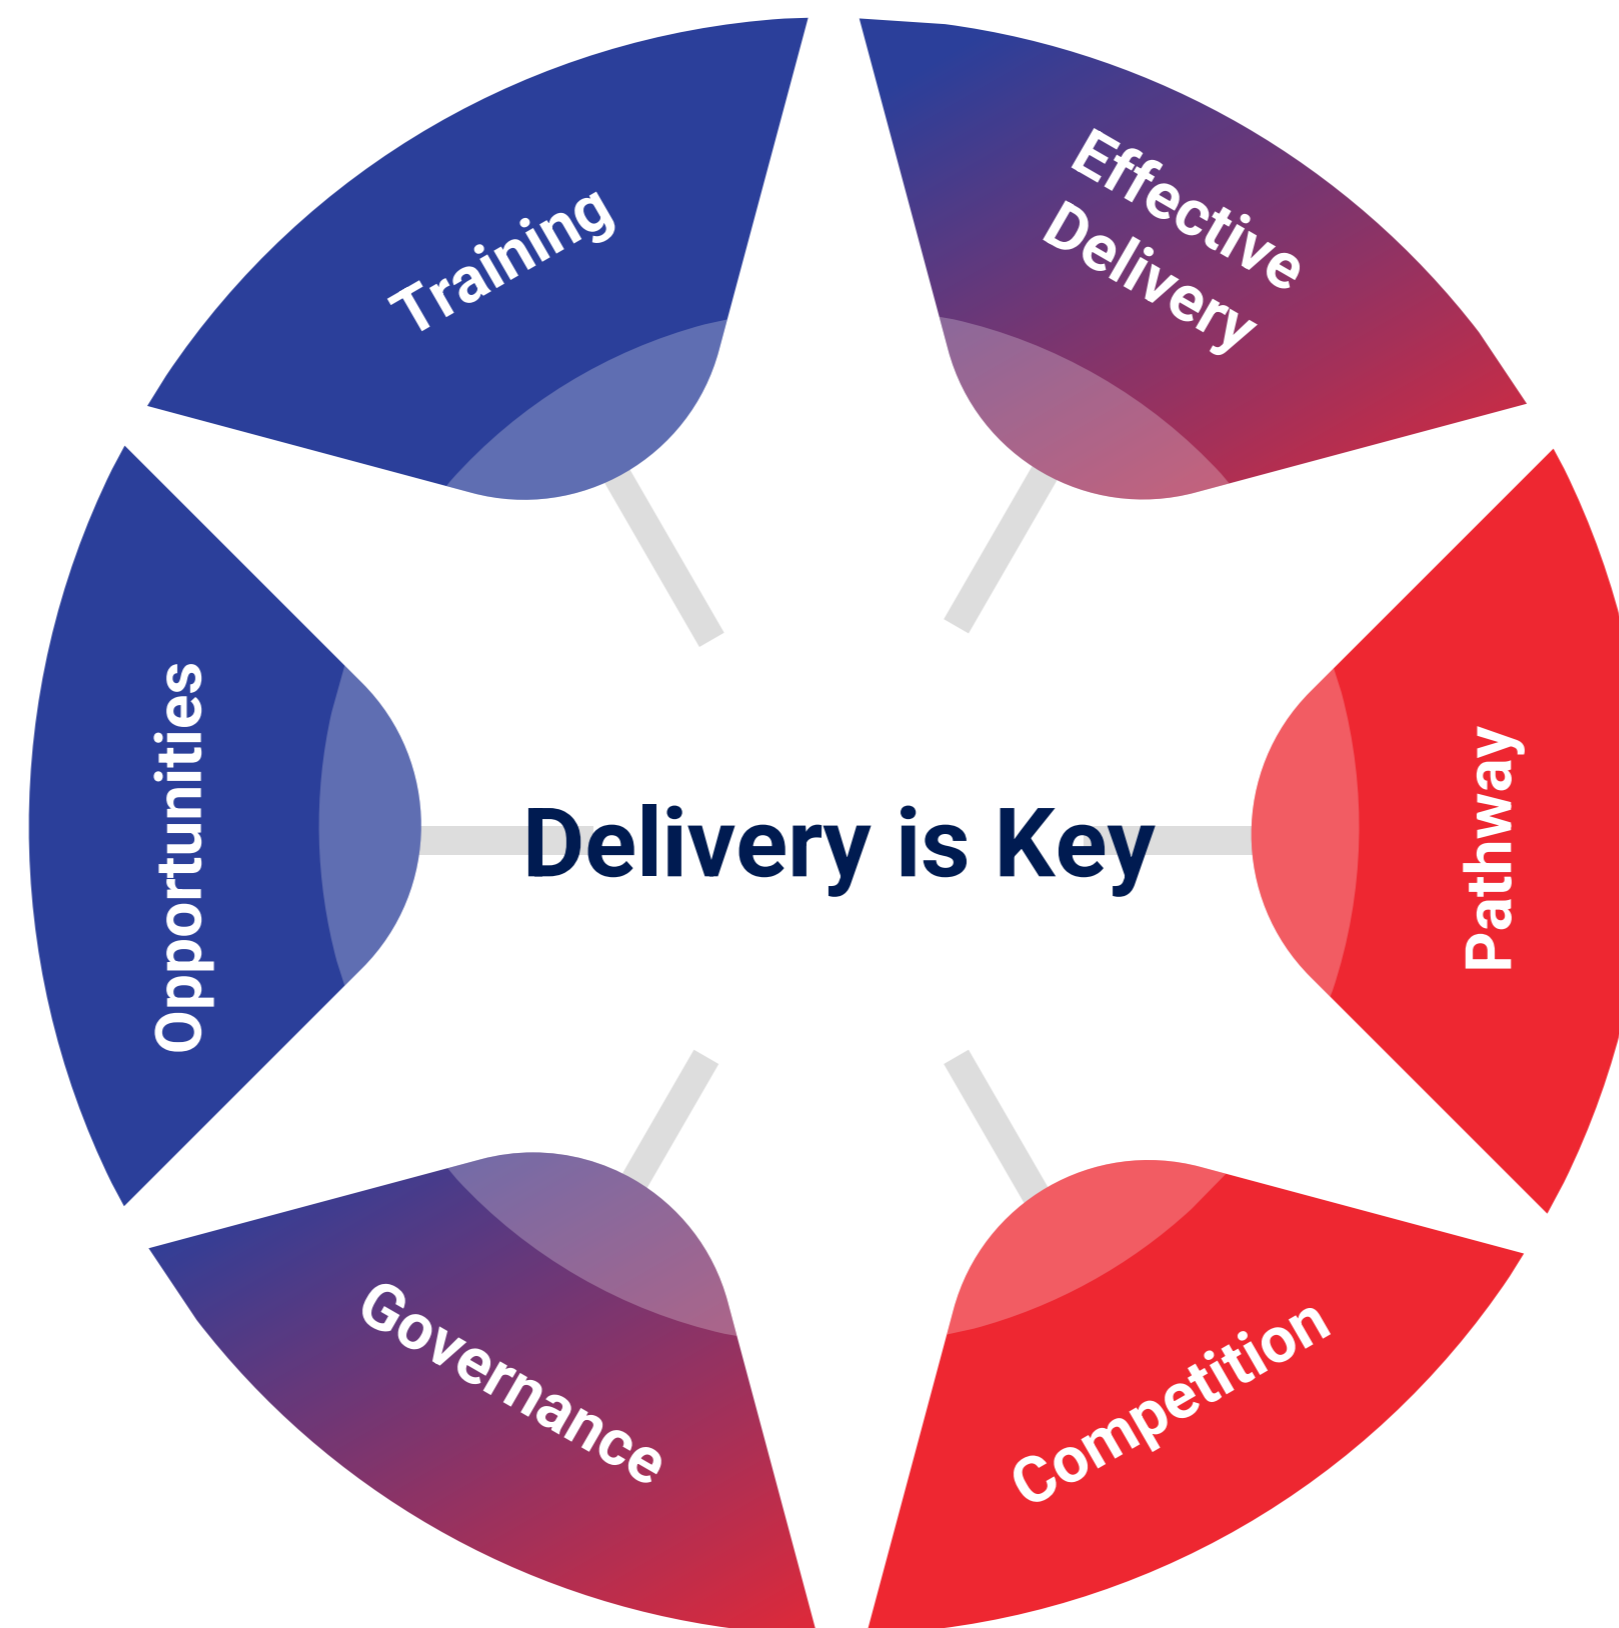 Training
Effective
Delivery
Opportunities
Delivery is Key
Pathway
Governance
Competition